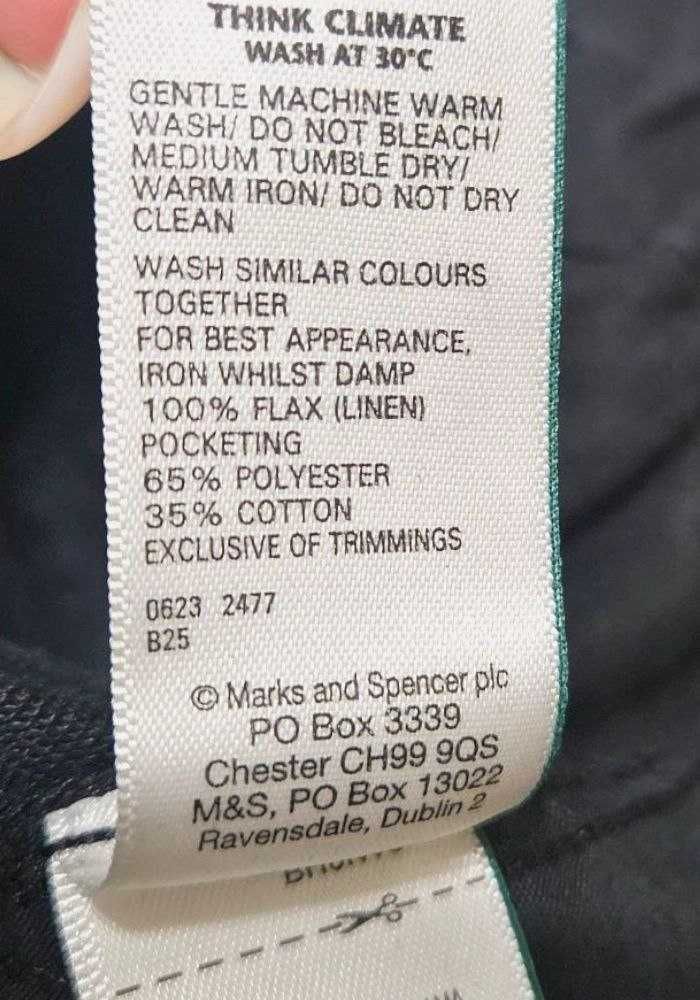 THINK CLIMATE
WASH AT 30°C
GENTLE MACHINE WARM
WASH/ DO NOT BLEACH/
MEDIUM TUMBLE DRY/
WARM IRON/ DO NOT DRY
CLEAN
WASH SIMILAR COLOURS
TOGETHER
FOR BEST APPEARANCE,
IRON WHILST DAMP
100% FLAX (LINEN)
POCKETING
65% POLYESTER
35% COTTON
EXCLUSIVE OF TRIMMINGS
0623 2477
B25
© Marks and Spencer plc
PO Box 3339
Chester CH99 9QS
M&S, PO Box 13022
Ravensdale, Dublin 2